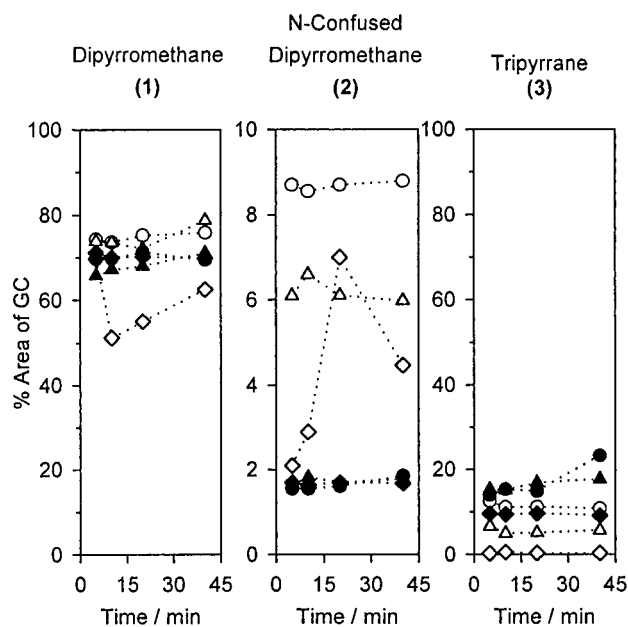 N-Confused
Dipyrromethane Dipyrromethane Tripyrrane
(1) (2) (3)
100 10 100
80 8 80
60 6 60
40 4 40
20 2 20
0 0 0
% Area of GC
0 15 30 45 0 15 30 45 0 15 30 45
Time / min Time / min Time / min